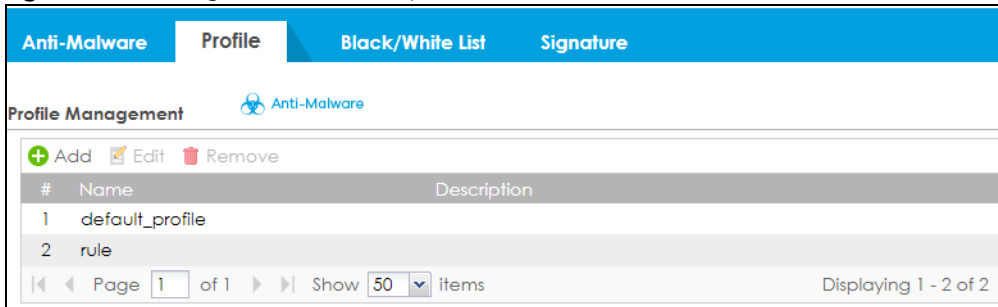 Anti-Malware Profile Black/White List Signature
Profile Management Anti-Malware
Add Edit Remove
# Name Description
1 default_profile
2 rule
Page 1 of 1 Show 50 items Displaying 1 - 2 of 2